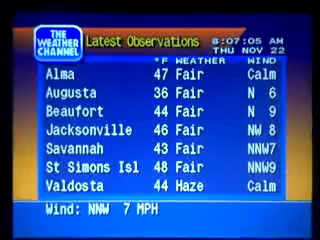 THE
WEATHER
CHANNEL
Latest Observations 8:07:05 AM
THU NOV 22
°F WEATHER WIND
Alma 47 Fair Calm
Augusta 36 Fair N 6
Beaufort 44 Fair N 9
Jacksonville 46 Fair NW 8
Savannah 43 Fair NNW7
St Simons Isl 48 Fair NNW9
Valdosta 44 Haze Calm
Wind: NNW 7 MPH